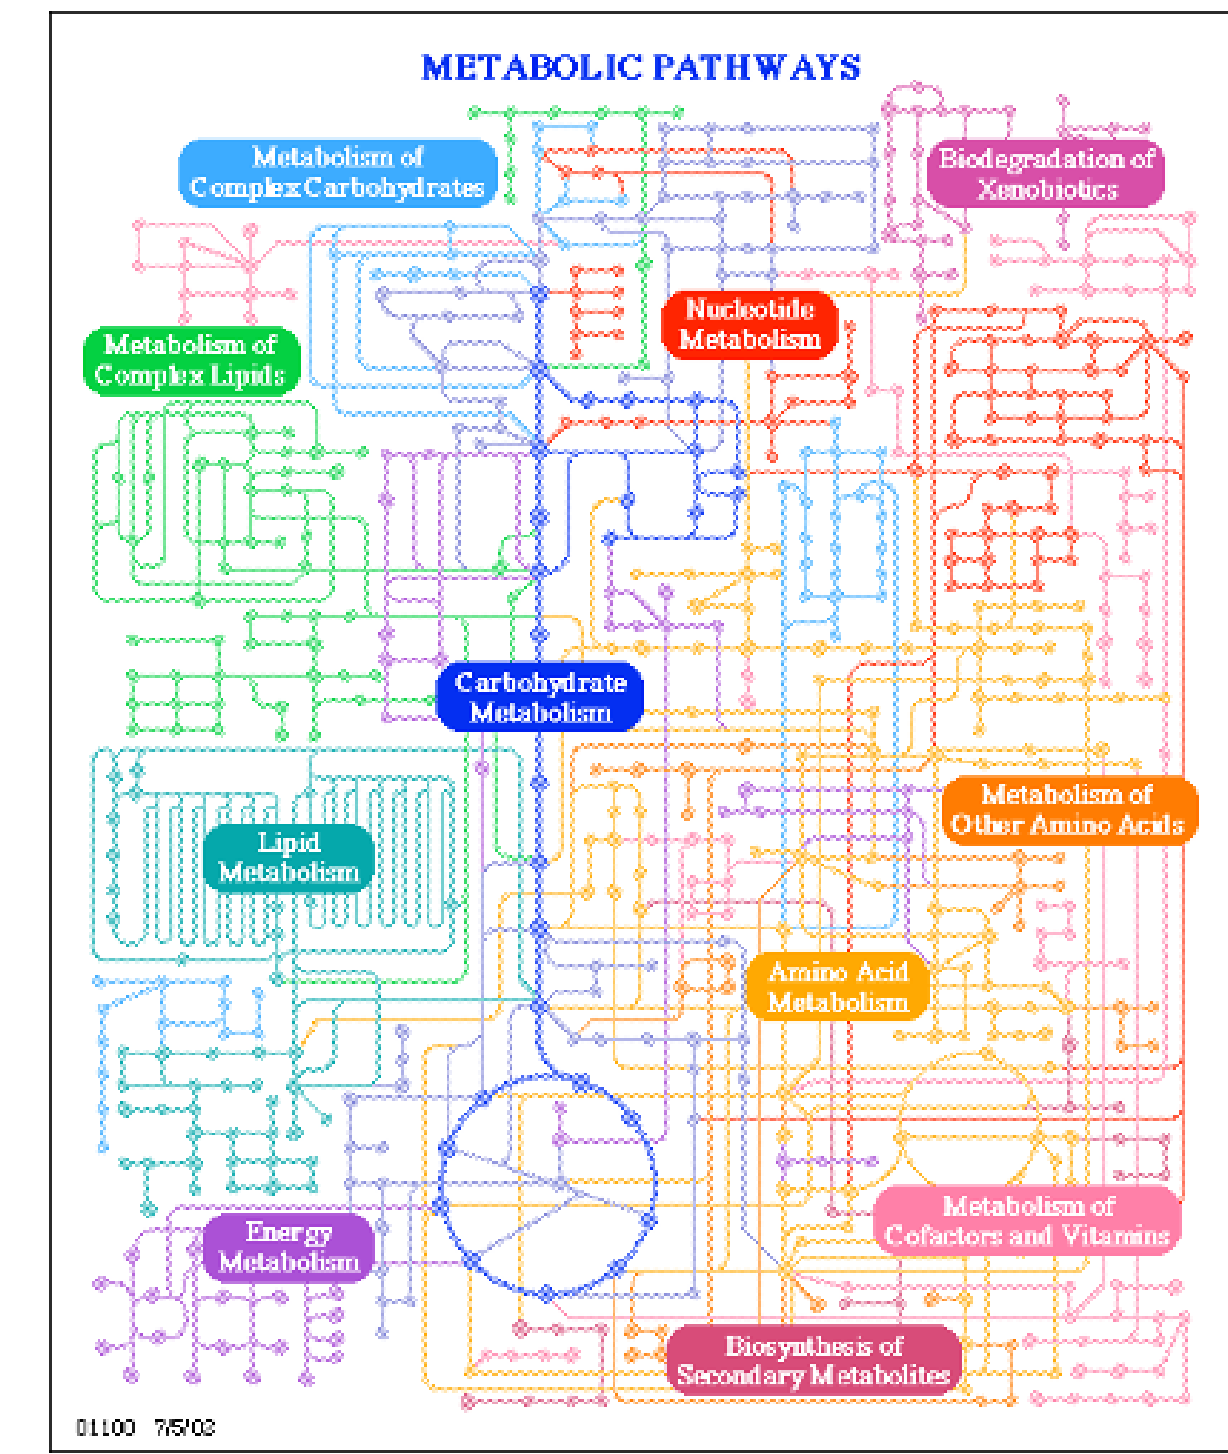 METABOLIC PATHWAYS
Metabolism of
Complex Carbohydrates
Biodegradation of
Xenobiotics
Nucleotide
Metabolism
Metabolism of
Complex Lipids
Carbohydrate
Metabolism
Metabolism of
Other Amino Acids
Lipid
Metabolism
Amino Acid
Metabolism
Metabolism of
Cofactors and Vitamins
Energy
Metabolism
Biosynthesis of
Secondary Metabolites
01100 7/5/02